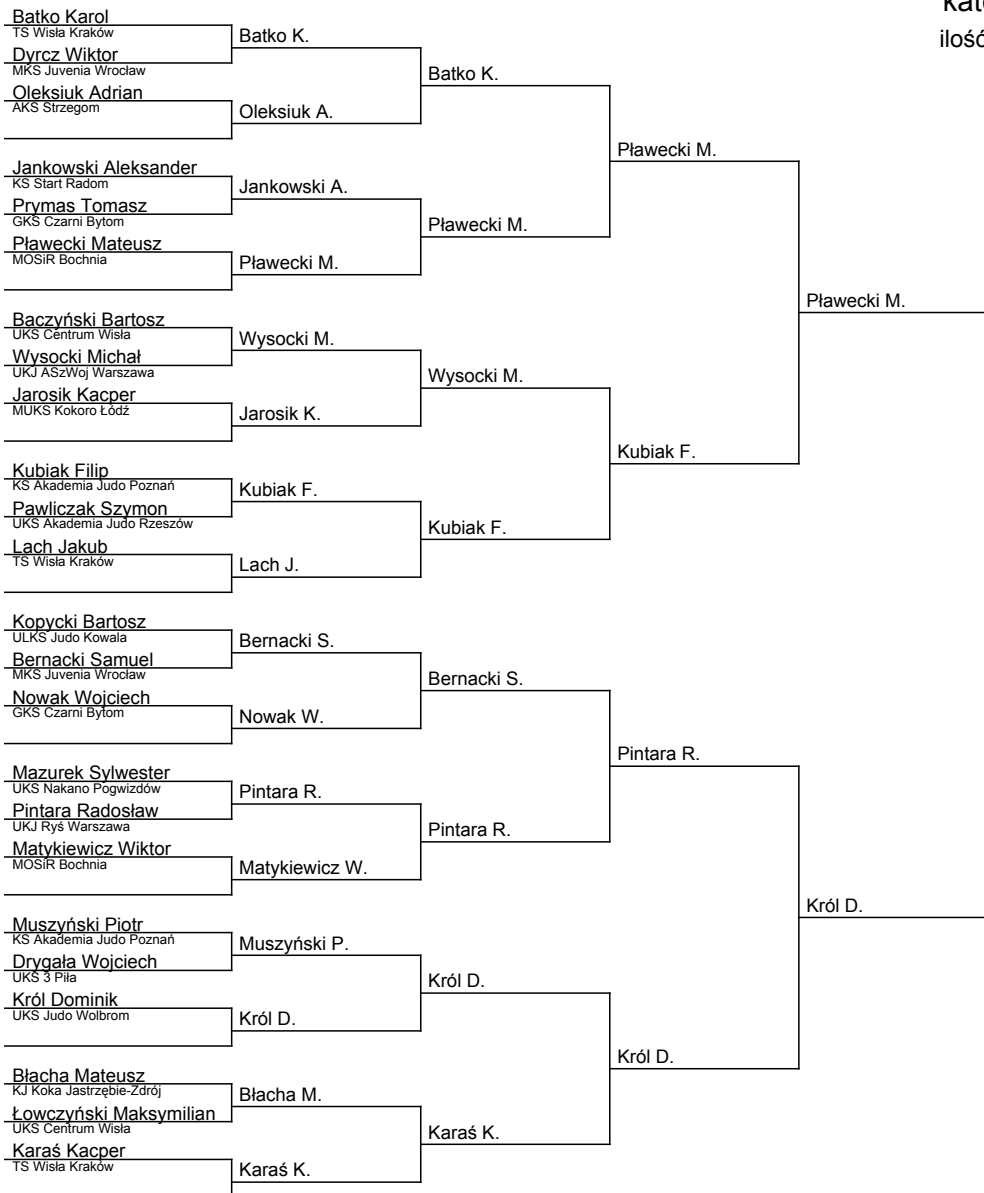 kat
ilość
Batko Karol
TS Wisła Kraków
Dyrcz Wiktor
MKS Juvenia Wrocław
Oleksiuk Adrian
AKS Strzegom
Jankowski Aleksander
KS Start Radom
Prymas Tomasz
GKS Czarni Bytom
Pławecki Mateusz
MOSiR Bochnia
Baczyński Bartosz
UKS Centrum Wisła
Wysocki Michał
UKJ ASzWoj Warszawa
Jarosik Kacper
MUKS Kokoro Łódź
Kubiak Filip
KS Akademia Judo Poznań
Pawliczak Szymon
UKS Akademia Judo Rzeszów
Lach Jakub
TS Wisła Kraków
Kopycki Bartosz
ULKS Judo Kowala
Bernacki Samuel
MKS Juvenia Wrocław
Nowak Wojciech
GKS Czarni Bytom
Mazurek Sylwester
UKS Nakano Pogwizdów
Pintara Radosław
UKJ Ryś Warszawa
Matykiewicz Wiktor
MOSiR Bochnia
Muszyński Piotr
KS Akademia Judo Poznań
Drygała Wojciech
UKS 3 Piła
Król Dominik
UKS Judo Wolbrom
Błacha Mateusz
KJ Koka Jastrzębie-Zdrój
Łowczyński Maksymilian
UKS Centrum Wisła
Karaś Kacper
TS Wisła Kraków
Batko K.
Oleksiuk A.
Jankowski A.
Pławecki M.
Wysocki M.
Jarosik K.
Kubiak F.
Lach J.
Bernacki S.
Nowak W.
Pintara R.
Matykiewicz W.
Muszyński P.
Król D.
Błacha M.
Karaś K.
Batko K.
Pławecki M.
Wysocki M.
Kubiak F.
Bernacki S.
Pintara R.
Król D.
Karaś K.
Pławecki M.
Kubiak F.
Pintara R.
Król D.
Pławecki M.
Król D.